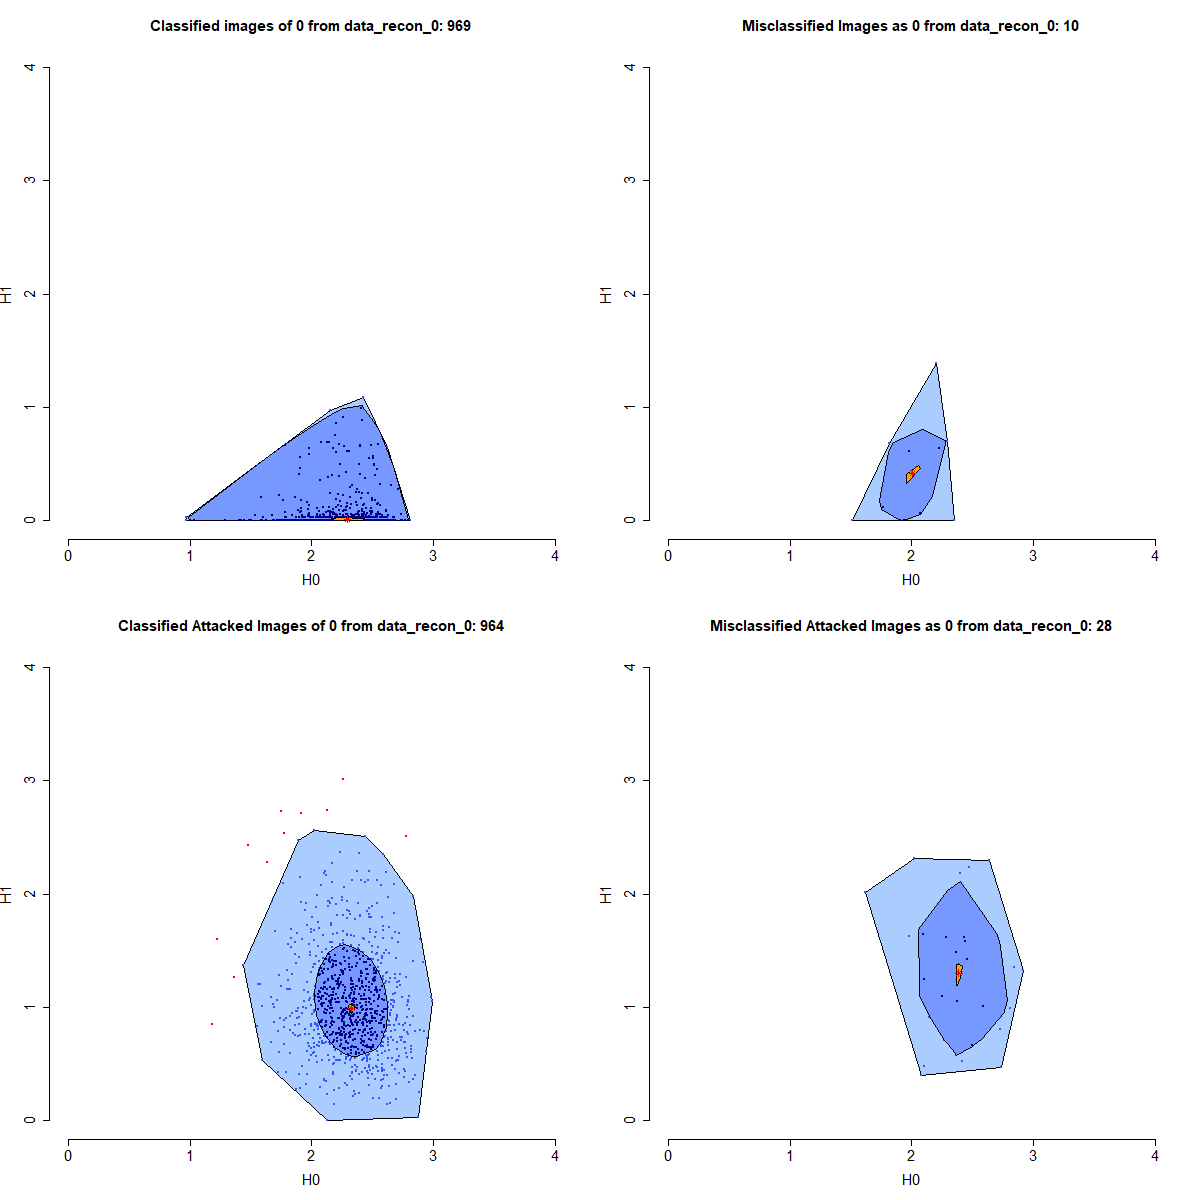 Classified images of 0 from data_recon_0: 969
4
3
2
1
0
H1
0 1 2 3 4
H0
Misclassified Images as 0 from data_recon_0: 10
4
3
2
1
0
H1
0 1 2 3 4
H0
Classified Attacked Images of 0 from data_recon_0: 964
4
3
2
1
0
H1
0 1 2 3 4
H0
Misclassified Attacked Images as 0 from data_recon_0: 28
4
3
2
1
0
H1
0 1 2 3 4
H0